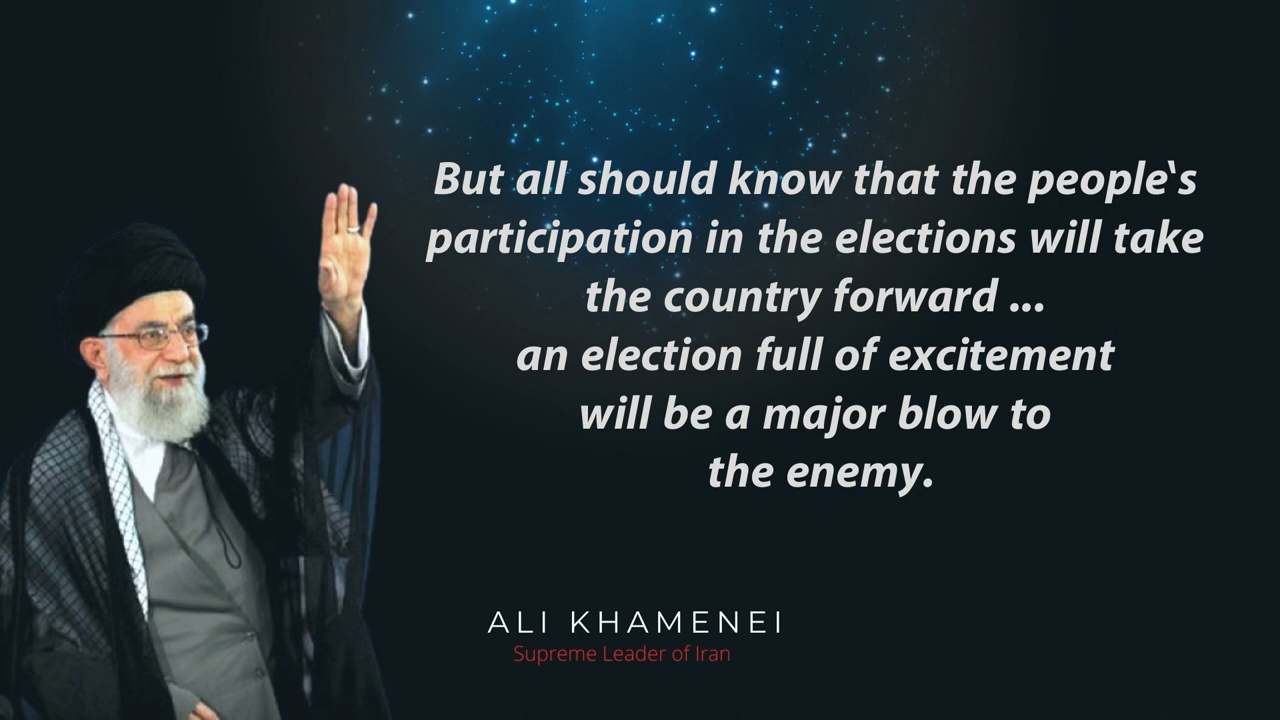 But all should know that the people‛s
participation in the elections will take
the country forward ...
an election full of excitement
will be a major blow to
the enemy.
ALI KHAMENEI
Supreme Leader of Iran